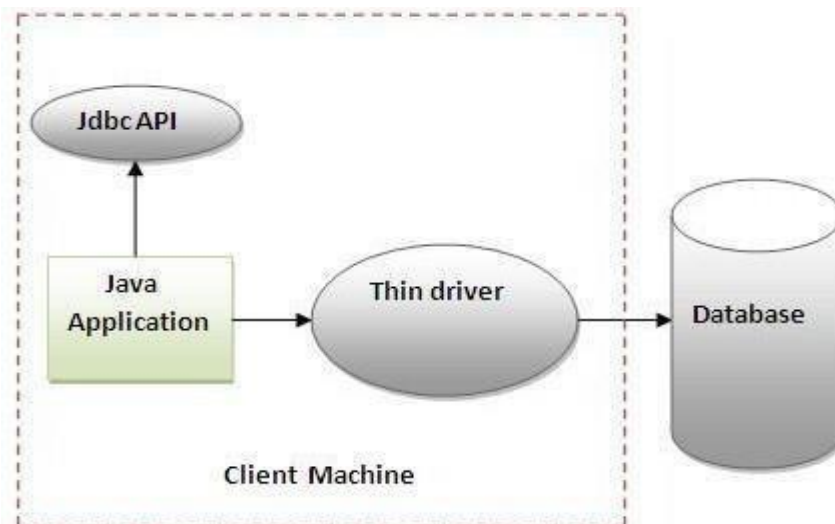 Jdbc API
Java
Application
Thin driver
Database
Client Machine